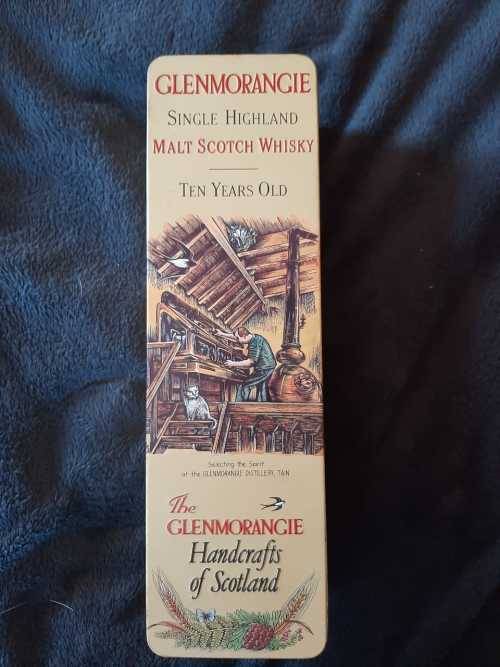 GLENMORANGIE
SINGLE HIGHLAND
MALT SCOTCH WHISKY
TEN YEARS OLD
Selecting the Spirit
at the GLENMORANGIE DISTILLERY, TAIN
The
GLENMORANGIE
Handcrafts
of Scotland